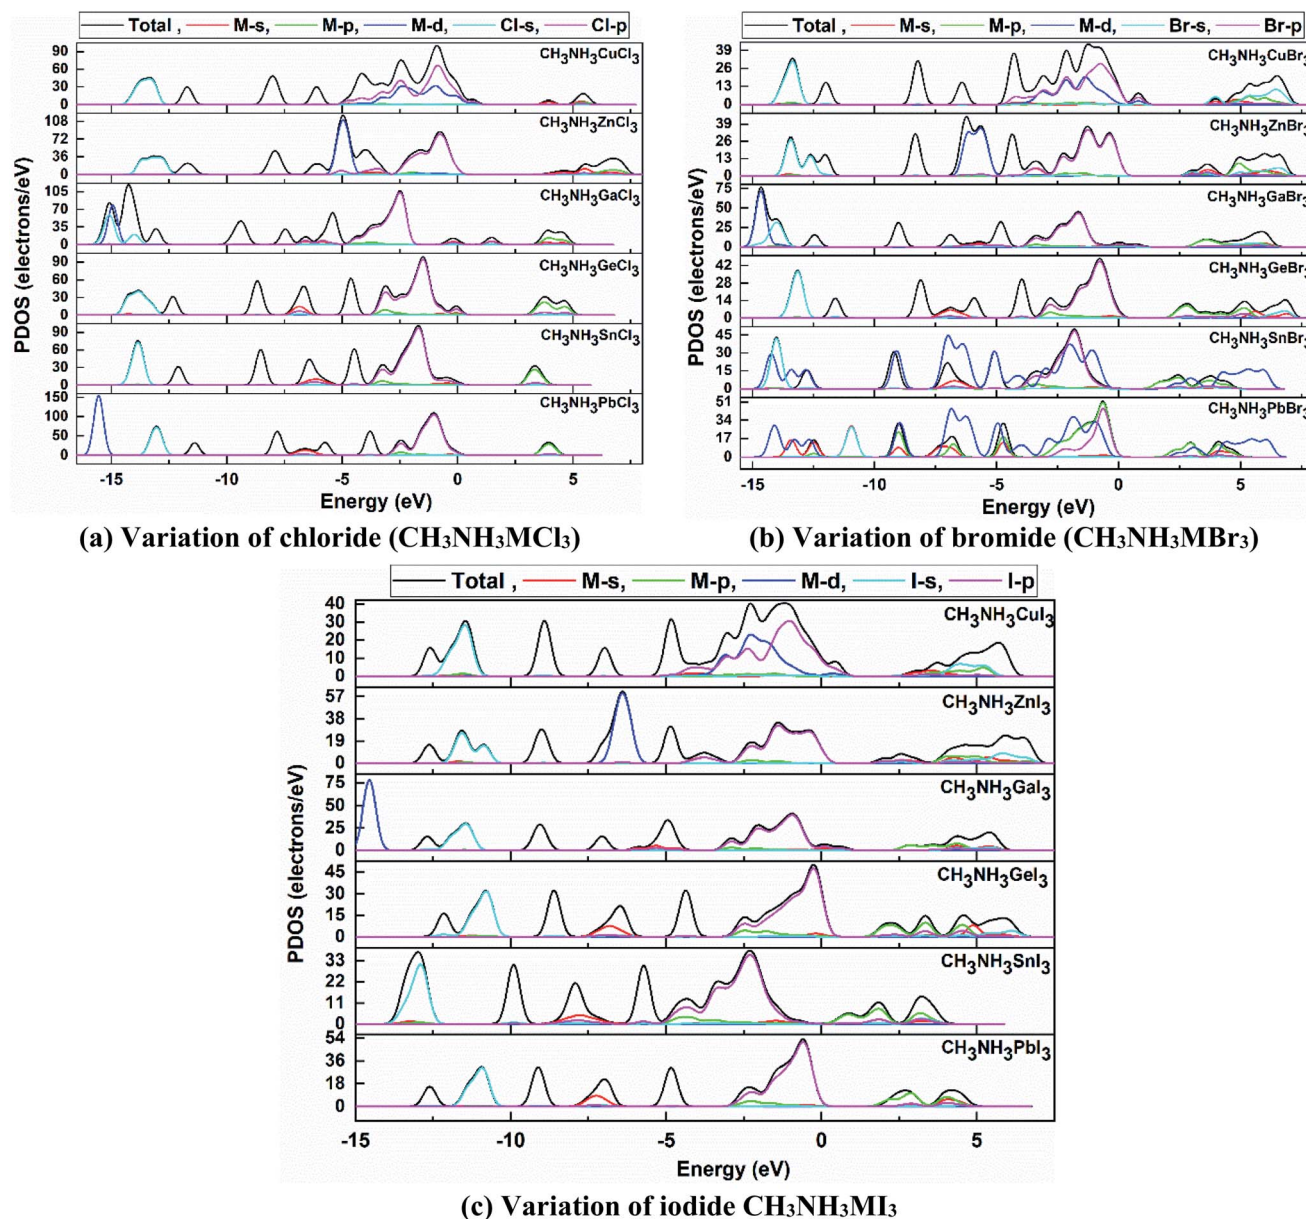 Total , M-s, M-p, M-d, Cl-s, Cl-p
CH3NH3CuCl3
90
60
30
0
CH3NH3ZnCl3
108
72
36
0
CH3NH3GaCl3
105
70
35
0
CH3NH3GeCl3
90
60
30
0
CH3NH3SnCl3
90
60
30
0
CH3NH3PbCl3
150
100
50
0
PDOS (electrons/eV)
-15 -10 -5 0 5
Energy (eV)
(a) Variation of chloride (CH₃NH₃MCl₃)
Total , M-s, M-p, M-d, Br-s, Br-p
CH3NH3CuBr3
39
26
13
0
CH3NH3ZnBr3
39
26
13
0
CH3NH3GaBr3
75
50
25
0
CH3NH3GeBr3
42
28
14
0
CH3NH3SnBr3
45
30
15
0
CH3NH3PbBr3
51
34
17
0
PDOS (electrons/eV)
-15 -10 -5 0 5
Energy (eV)
(b) Variation of bromide (CH₃NH₃MBr₃)
Total , M-s, M-p, M-d, I-s, I-p
CH3NH3CuI3
40
30
20
10
0
CH3NH3ZnI3
57
38
19
0
CH3NH3GaI3
75
50
25
0
CH3NH3GeI3
45
30
15
0
CH3NH3SnI3
33
22
11
0
CH3NH3PbI3
54
36
18
0
PDOS (electrons/eV)
-15 -10 -5 0 5
Energy (eV)
(c) Variation of iodide CH₃NH₃MI₃